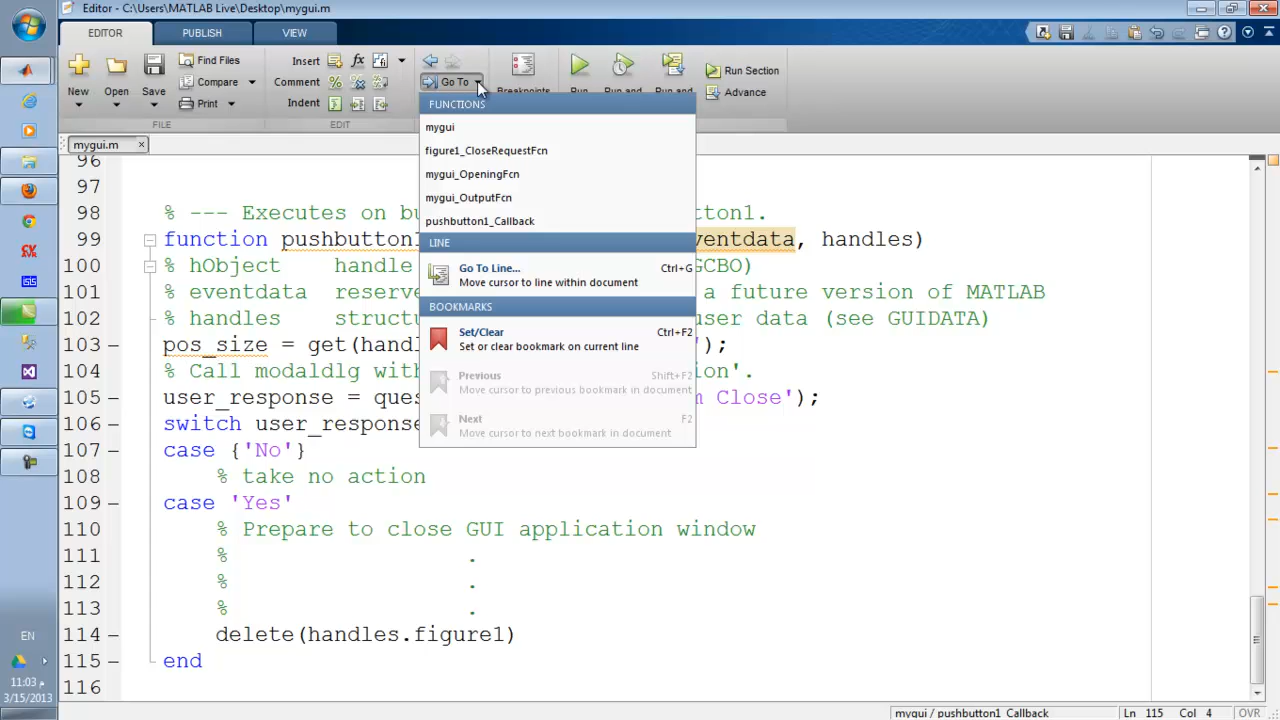 Editor - C:\Users\MATLAB Live\Desktop\mygui.m
EDITOR
PUBLISH
VIEW
New
Open
Save
Find Files
Compare
Print
FILE
Insert
fx
Comment
Indent
EDIT
Go To
Breakpoints
Run
Run and
Run and
Run Section
Advance
mygui.m
FUNCTIONS
mygui
figure1_CloseRequestFcn
mygui_OpeningFcn
mygui_OutputFcn
pushbutton1_Callback
LINE
Go To Line... Ctrl+G
Move cursor to line within document
BOOKMARKS
Set/Clear Ctrl+F2
Set or clear bookmark on current line
Previous Shift+F2
Move cursor to previous bookmark in document
Next F2
Move cursor to next bookmark in document
96
97
98 % --- Executes on bu ton1.
99 function pushbutton1 ventdata, handles)
100 % hObject handle GCBO)
101 % eventdata reserve a future version of MATLAB
102 % handles struct user data (see GUIDATA)
103 pos_size = get(hand ');
104 % Call modaldlg with on'.
105 user_response = ques m Close');
106 switch user_response
107 case {'No'}
108 % take no action
109 case 'Yes'
110 % Prepare to close GUI application window
111 % .
112 % .
113 % .
114 delete(handles.figure1)
115 end
116
EN
11:03 م
3/15/2013
mygui / pushbutton1_Callback
Ln 115 Col 4
OVR